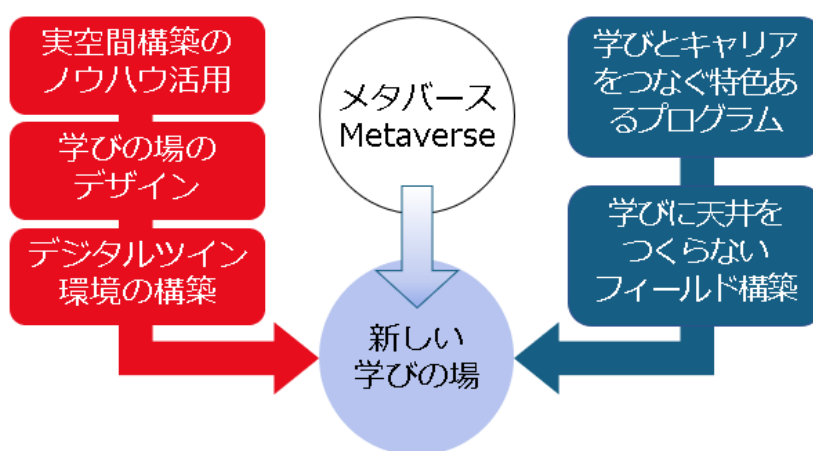 実空間構築の
ノウハウ活用
学びの場の
デザイン
デジタルツイン
環境の構築
メタバース
Metaverse
新しい
学びの場
学びとキャリア
をつなぐ特色あ
るプログラム
学びに天井を
つくらない
フィールド構築